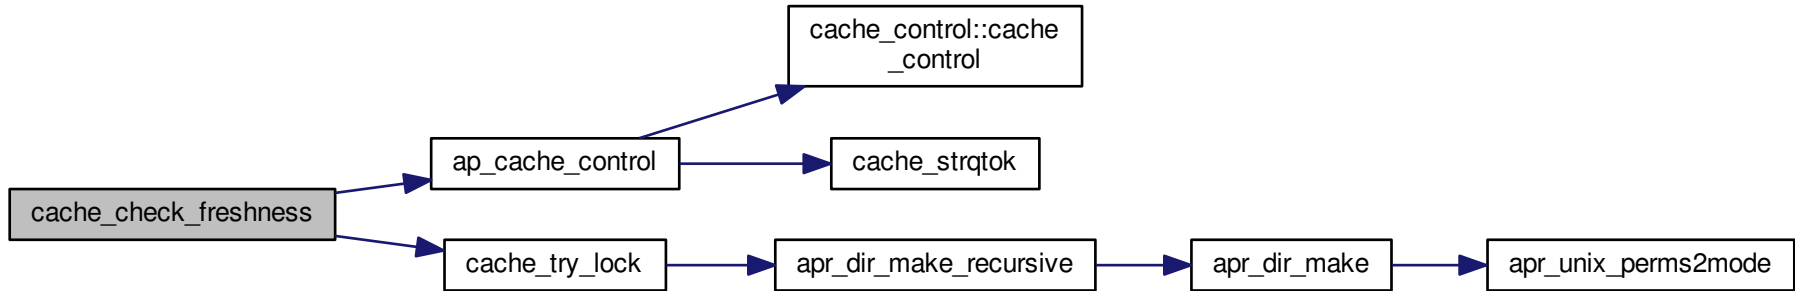 cache_control::cache
_control
ap_cache_control
cache_strqtok
cache_check_freshness
cache_try_lock
apr_dir_make_recursive
apr_dir_make
apr_unix_perms2mode